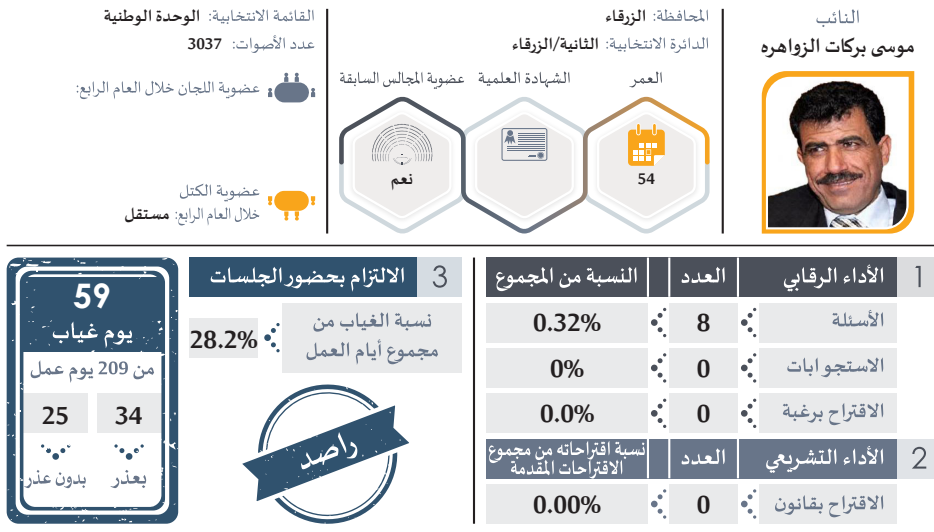 النائب
موسى بركات الزواهره
المحافظة: الزرقاء
الدائرة الانتخابية: الثانية/الزرقاء
العمر
54
الشهادة العلمية
عضوية المجالس السابقة
نعم
القائمة الانتخابية: الوحدة الوطنية
عدد الأصوات: 3037
عضوية اللجان خلال العام الرابع:
عضوية الكتل
خلال العام الرابع: مستقل
1 الأداء الرقابي العدد النسبة من المجموع
الأسئلة 8 0.32%
الاستجوابات 0 0%
الاقتراح برغبة 0 0.0%
2 الأداء التشريعي العدد نسبة اقتراحاته من مجموع
الاقتراحات المقدمة
الاقتراح بقانون 0 0.00%
3 الالتزام بحضور الجلسات
نسبة الغياب من
مجموع أيام العمل
28.2%
راصد
59
يوم غياب
من 209 يوم عمل
34 25
بعذر بدون عذر